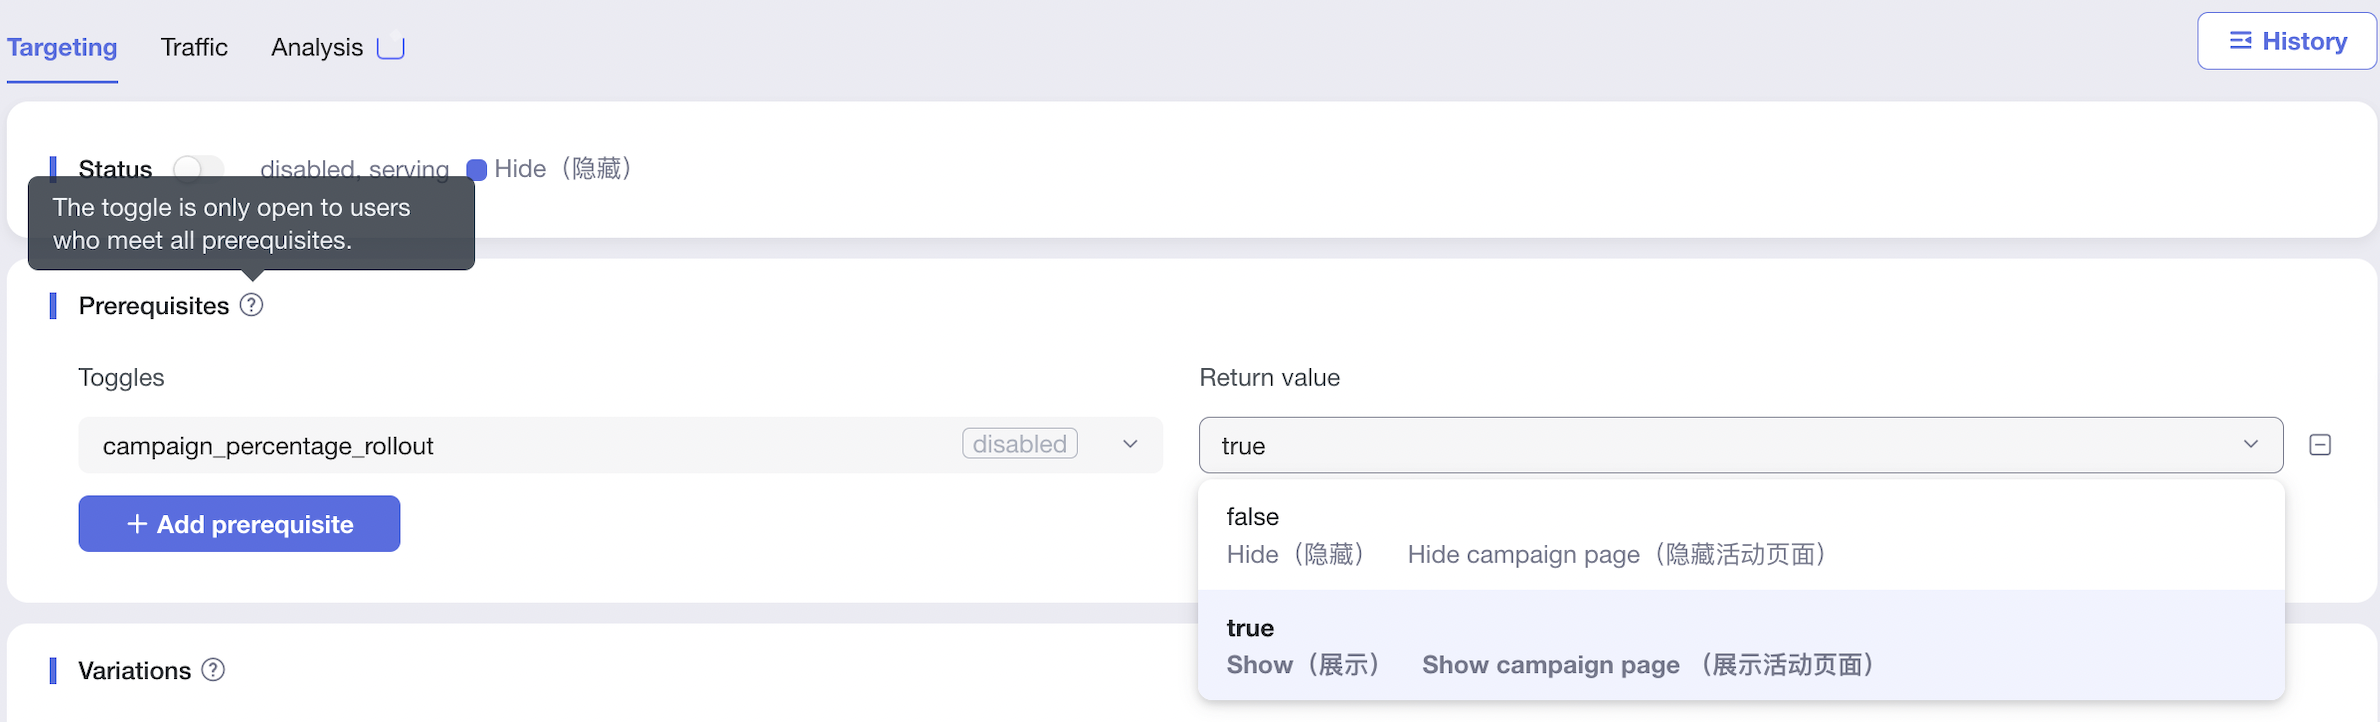 Targeting Traffic Analysis
History
Status disabled, serving Hide（隐藏）
The toggle is only open to users
who meet all prerequisites.
Prerequisites ?
Toggles
Return value
campaign_percentage_rollout disabled
true
+ Add prerequisite
false
Hide（隐藏） Hide campaign page（隐藏活动页面）
true
Show（展示） Show campaign page （展示活动页面）
Variations ?